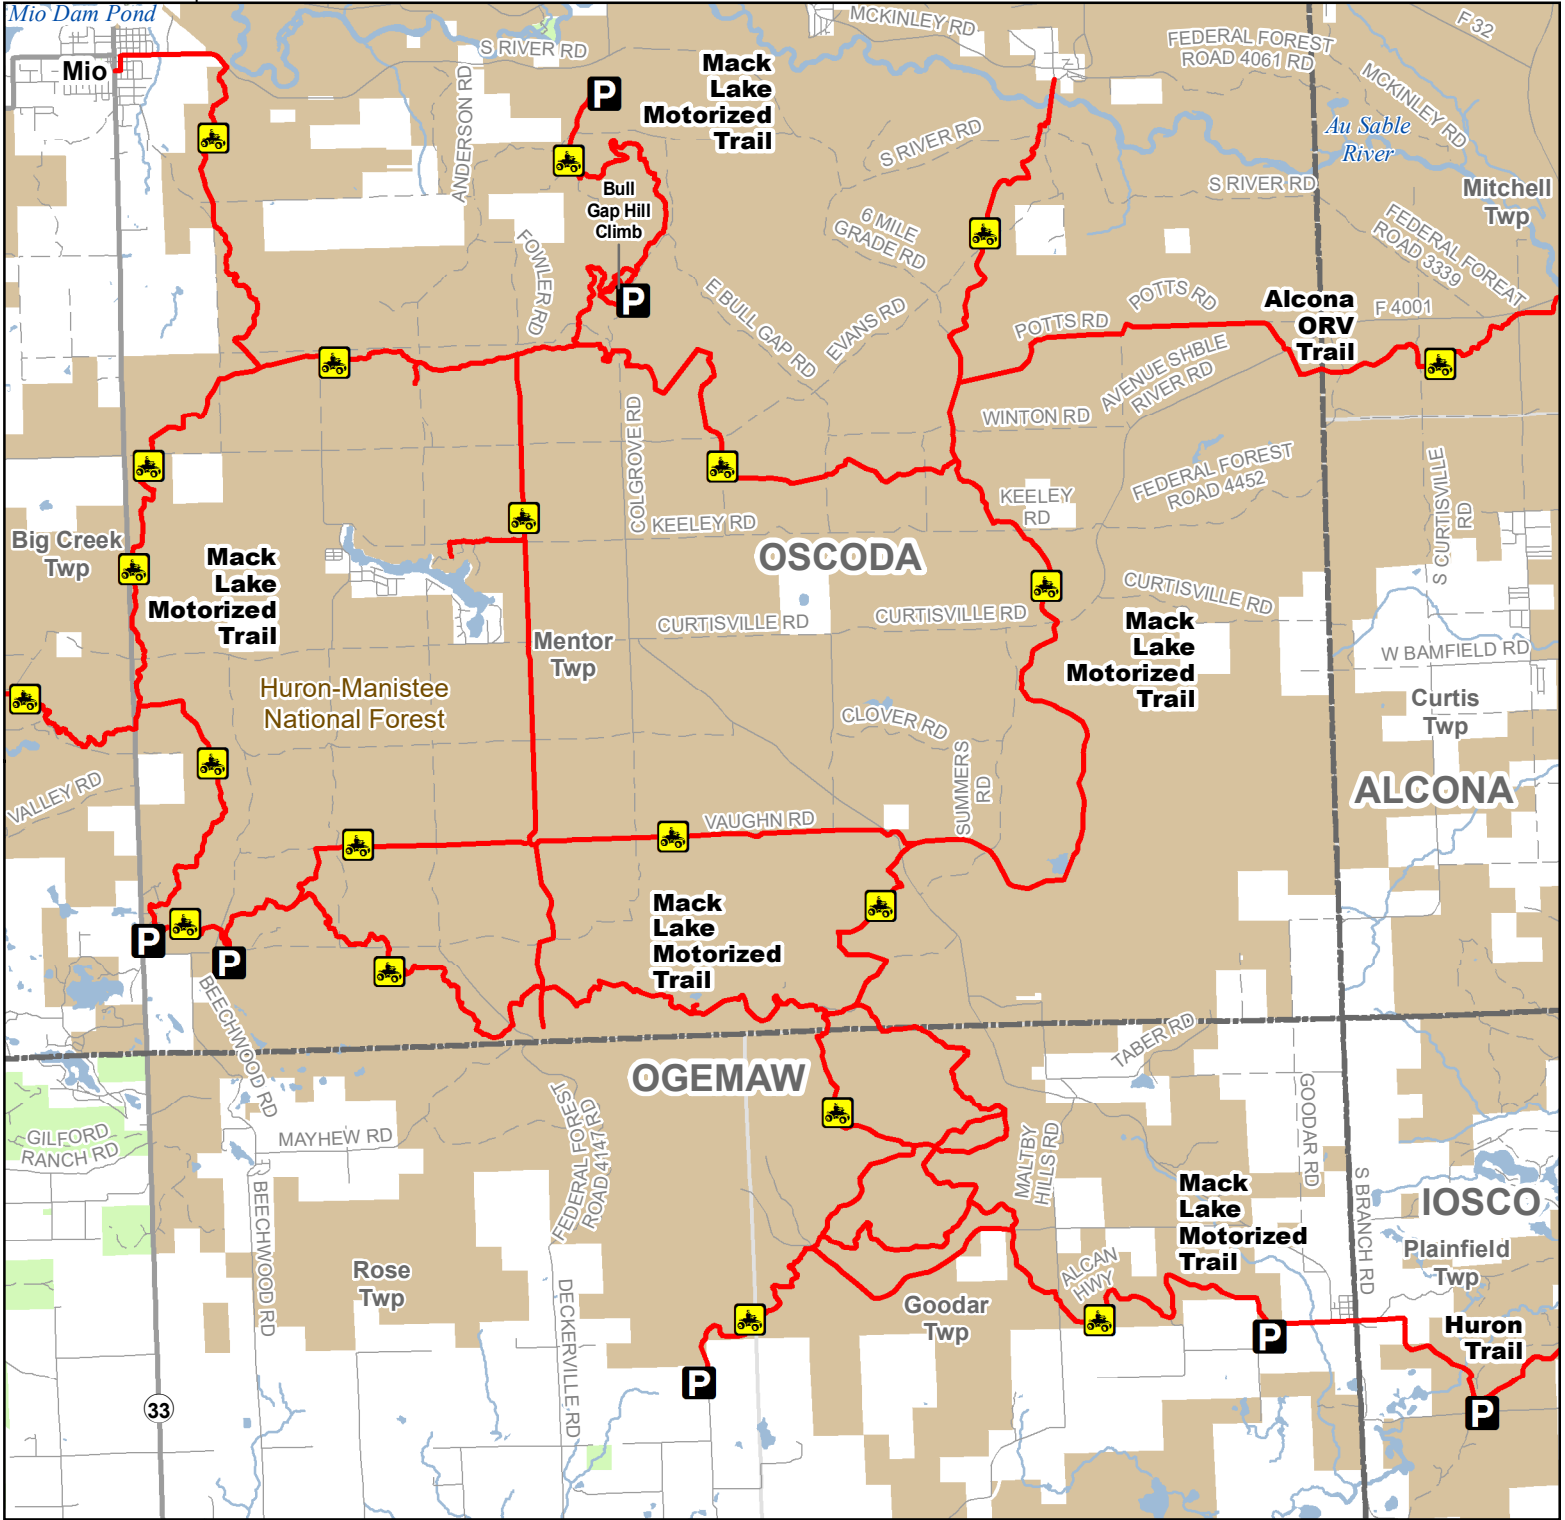 Mio Dam Pond
MCKINLEY RD
F 32
S RIVER RD
FEDERAL FOREST
ROAD 4061 RD
Mio
Mack
Lake
Motorized
Trail
P
MCKINLEY RD
ANDERSON RD
S RIVER RD
Au Sable
River
Bull
Gap Hill
Climb
S RIVER RD
Mitchell
Twp
6 MILE
GRADE RD
FEDERAL FOREAT
ROAD 3339
FOWLER RD
P
E BULL GAP RD
EVANS RD
POTTS RD
POTTS RD
Alcona
ORV
Trail
F 4001
AVENUE SHBLE
RIVER RD
WINTON RD
COLGROVE RD
FEDERAL FOREST
ROAD 4452
S CURTISVILLE
RD
KEELEY
RD
KEELEY RD
Big Creek
Twp
Mack
Lake
Motorized
Trail
OSCODA
CURTISVILLE RD
CURTISVILLE RD
CURTISVILLE RD
Mentor
Twp
Mack
Lake
Motorized
Trail
W BAMFIELD RD
Huron-Manistee
National Forest
Curtis
Twp
CLOVER RD
SUMMERS
RD
VALLEY RD
ALCONA
VAUGHN RD
Mack
Lake
Motorized
Trail
P
P
BEECHWOOD RD
TABER RD
OGEMAW
GOODAR RD
FEDERAL FOREST
ROAD 4147 RD
GILFORD
RANCH RD
MAYHEW RD
MALTBY
HILLS RD
BEECHWOOD RD
S BRANCH RD
Mack
Lake
Motorized
Trail
IOSCO
Plainfield
Twp
Rose
Twp
ALCAN
HWY
DECKERVILLE RD
Goodar
Twp
P
Huron
Trail
P
P
33